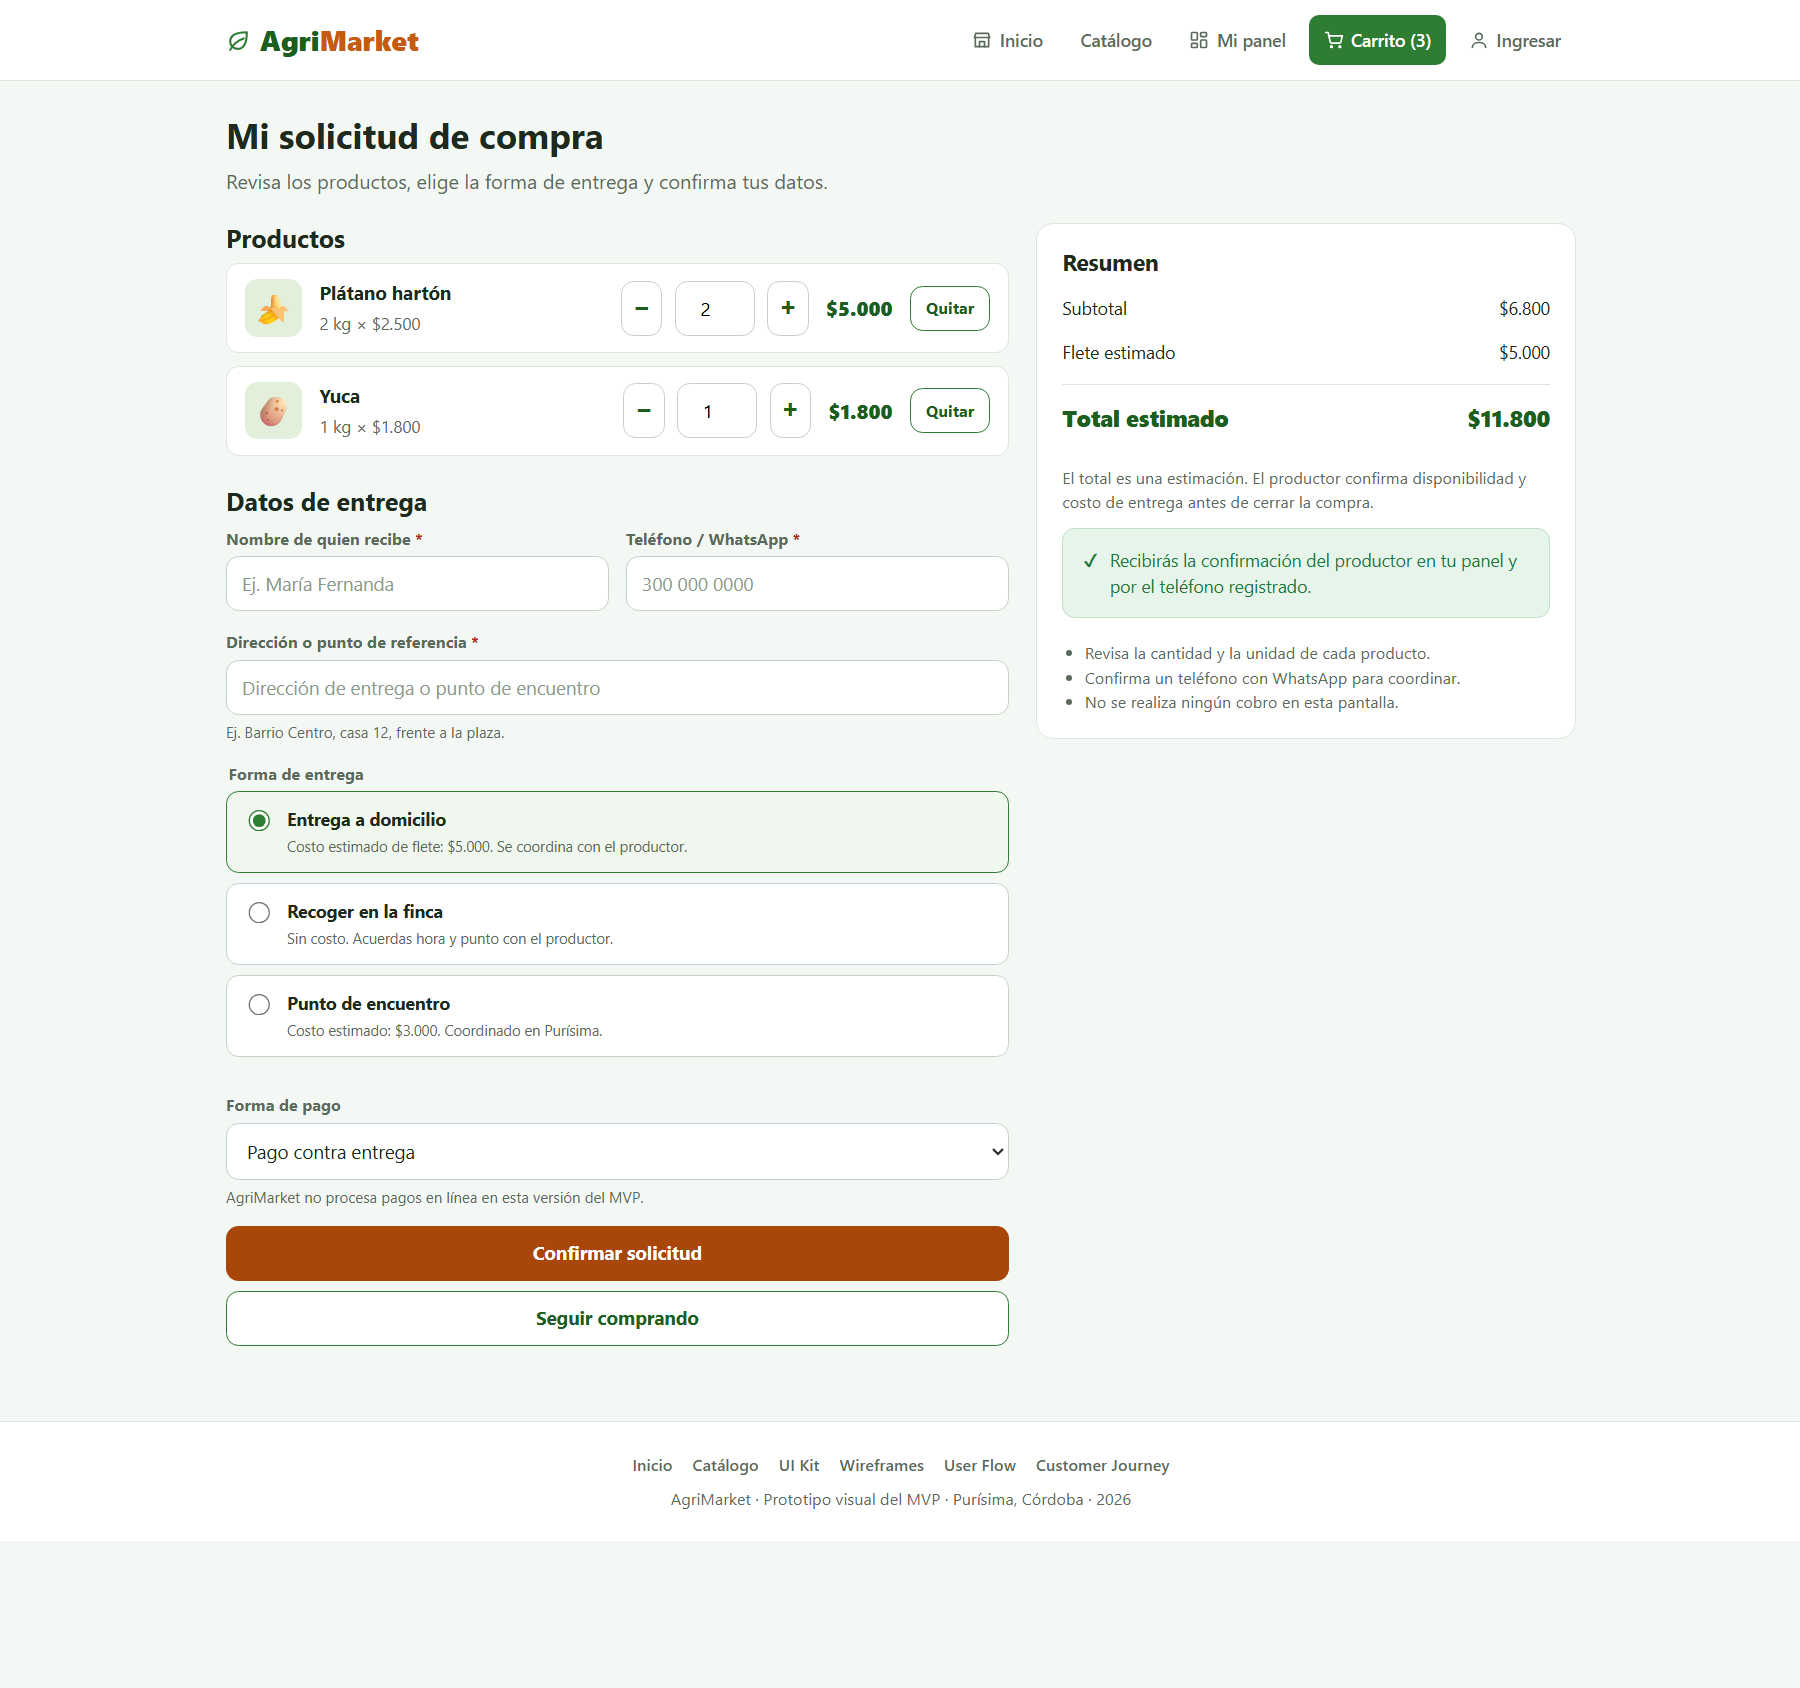 AgriMarket
Inicio
Catálogo
Mi panel
Carrito (3)
Ingresar
Mi solicitud de compra
Revisa los productos, elige la forma de entrega y confirma tus datos.
Productos
Plátano hartón
2 kg × $2.500
−
2
+
$5.000
Quitar
Yuca
1 kg × $1.800
−
1
+
$1.800
Quitar
Datos de entrega
Nombre de quien recibe *
Ej. María Fernanda
Teléfono / WhatsApp *
300 000 0000
Dirección o punto de referencia *
Dirección de entrega o punto de encuentro
Ej. Barrio Centro, casa 12, frente a la plaza.
Forma de entrega
Entrega a domicilio
Costo estimado de flete: $5.000. Se coordina con el productor.
Recoger en la finca
Sin costo. Acuerdas hora y punto con el productor.
Punto de encuentro
Costo estimado: $3.000. Coordinado en Purísima.
Forma de pago
Pago contra entrega
AgriMarket no procesa pagos en línea en esta versión del MVP.
Confirmar solicitud
Seguir comprando
Resumen
Subtotal $6.800
Flete estimado $5.000
Total estimado $11.800
El total es una estimación. El productor confirma disponibilidad y
costo de entrega antes de cerrar la compra.
✓ Recibirás la confirmación del productor en tu panel y
por el teléfono registrado.
• Revisa la cantidad y la unidad de cada producto.
• Confirma un teléfono con WhatsApp para coordinar.
• No se realiza ningún cobro en esta pantalla.
Inicio Catálogo UI Kit Wireframes User Flow Customer Journey
AgriMarket · Prototipo visual del MVP · Purísima, Córdoba · 2026